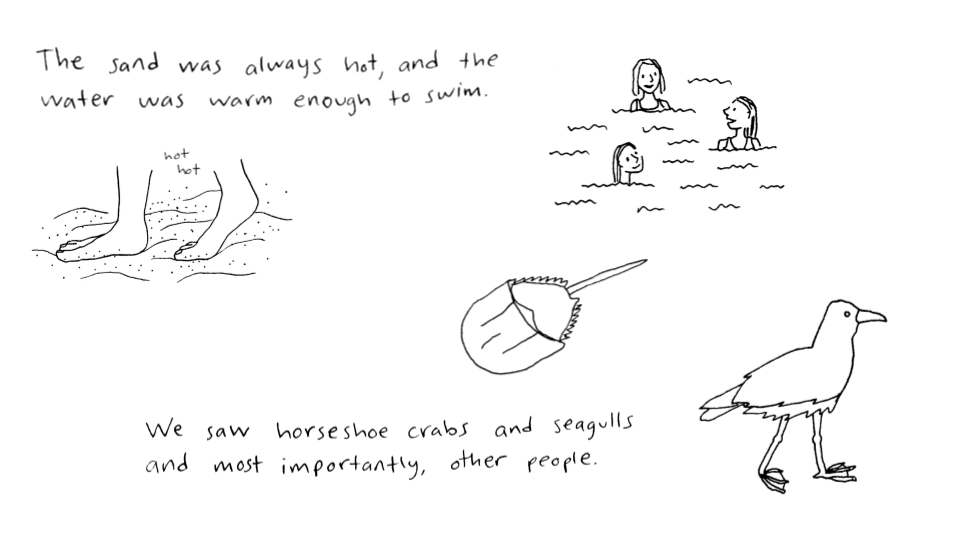 The sand was always hot, and the
water was warm enough to swim.
hot
hot
We saw horseshoe crabs and seagulls
and most importantly, other people.